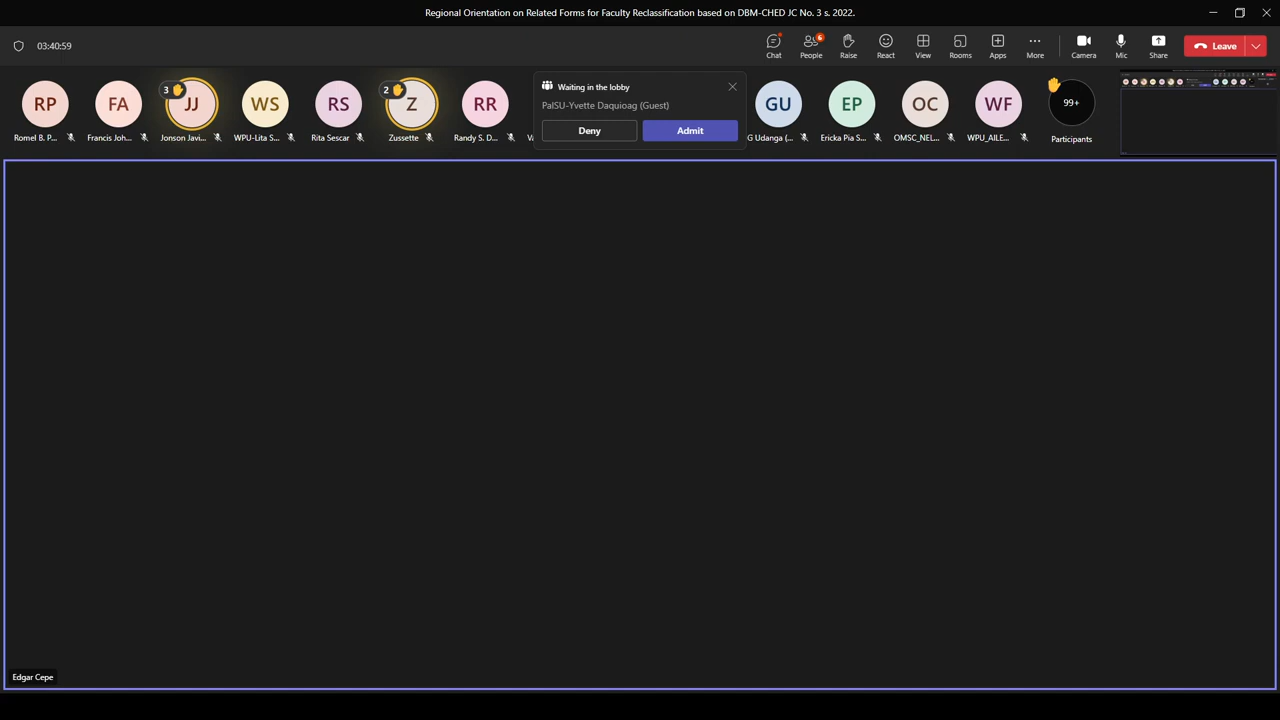 Regional Orientation on Related Forms for Faculty Reclassification based on DBM-CHED JC No. 3 s. 2022.
03:40:59
6
Chat
People
Raise
React
View
Rooms
Apps
More
Camera
Mic
Share
Leave
RP
FA
3
JJ
WS
RS
2
Z
RR
Waiting in the lobby
PalSU-Yvette Daquioag (Guest)
Deny
Admit
GU
EP
OC
WF
99+
Romel B. P...
Francis Joh...
Jonson Javi...
WPU-Lita S...
Rita Sescar
Zussette
Randy S. D...
G Udanga (...
Ericka Pia S...
OMSC_NEL...
WPU_AILE...
Participants
Edgar Cepe